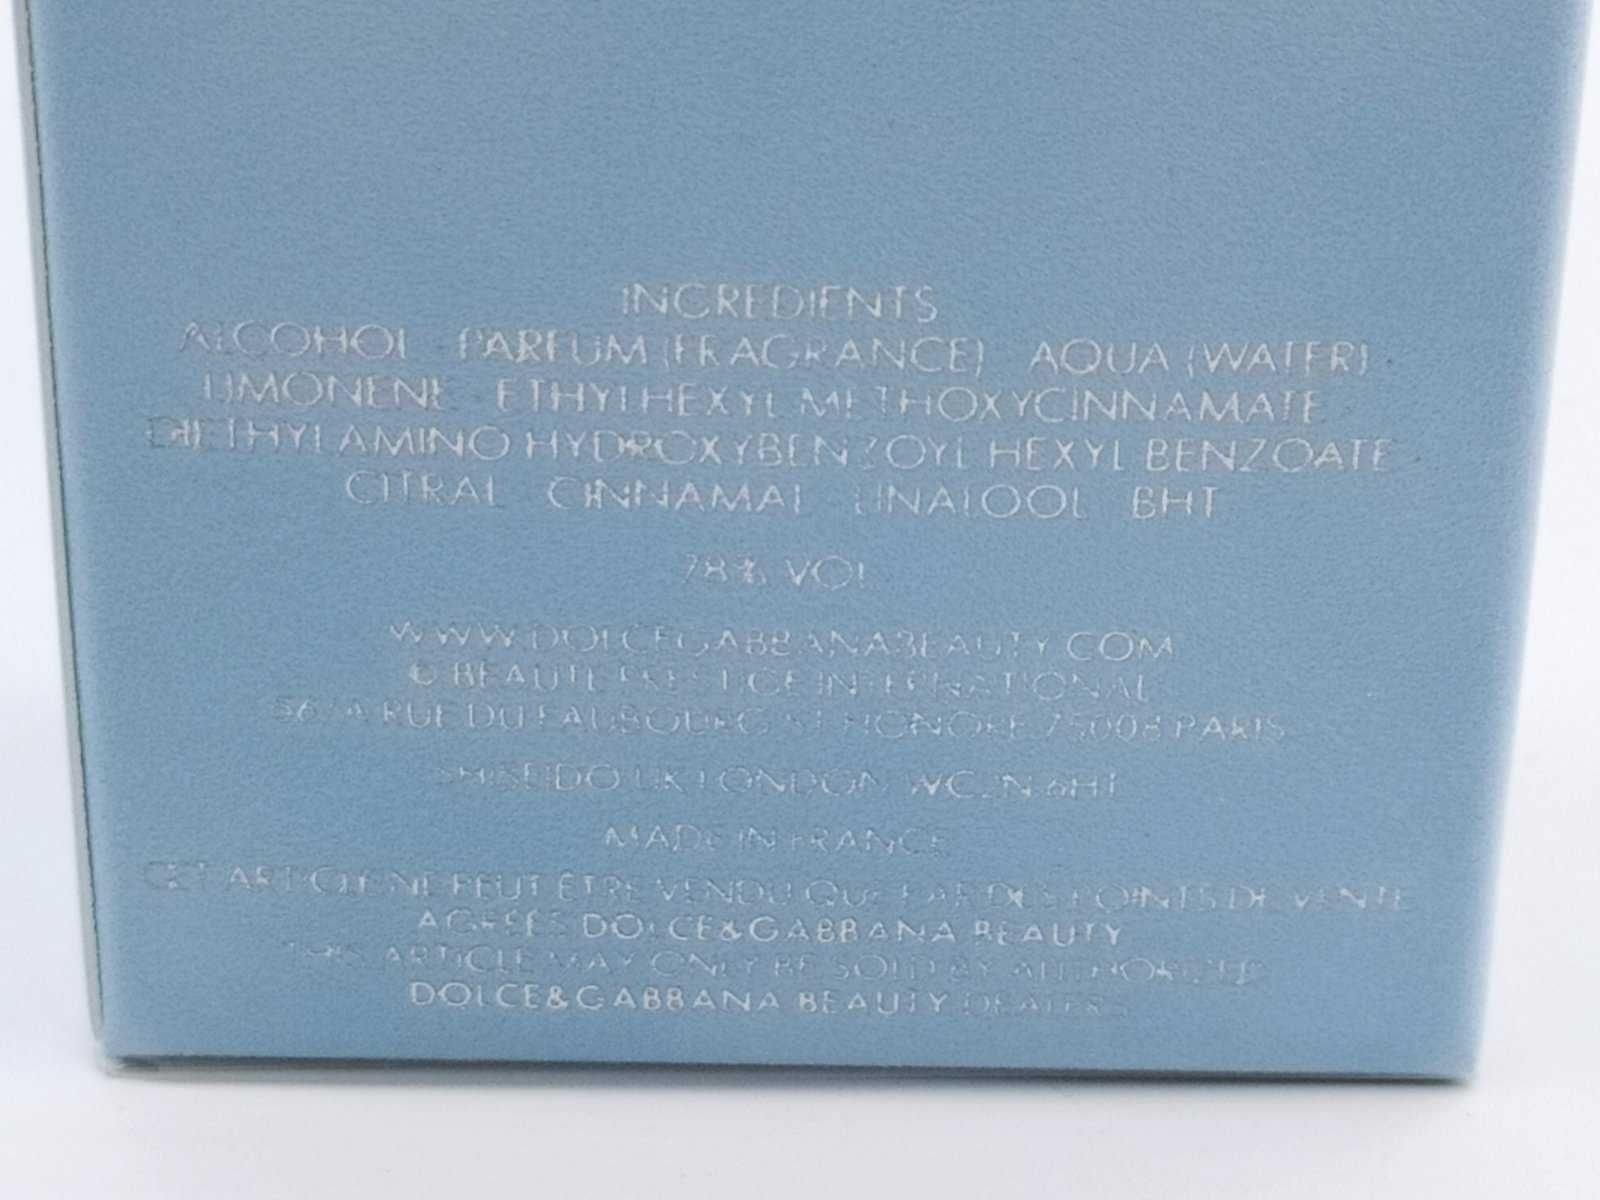 INGREDIENTS
ALCOHOL PARFUM (FRAGRANCE) AQUA (WATER)
LIMONENE ETHYLHEXYL METHOXYCINNAMATE
DIETHYLAMINO HYDROXYBENZOYL HEXYL BENZOATE
CITRAL CINNAMAL LINALOOL BHT
78% VOL
WWW.DOLCEGABBANABEAUTY.COM
© BEAUTE PRESTIGE INTERNATIONAL
RUE DU FAUBOURG ST HONORE 75008 PARIS
SHISEIDO UK LONDON WC2N 6HT
MADE IN FRANCE
CET ARTICLE NE PEUT ÊTRE VENDU QUE PAR DES POINTS DE VENTE
AGREES DOLCE&GABBANA BEAUTY
THIS ARTICLE MAY ONLY BE SOLD BY AUTHORIZED
DOLCE&GABBANA BEAUTY DEALERS